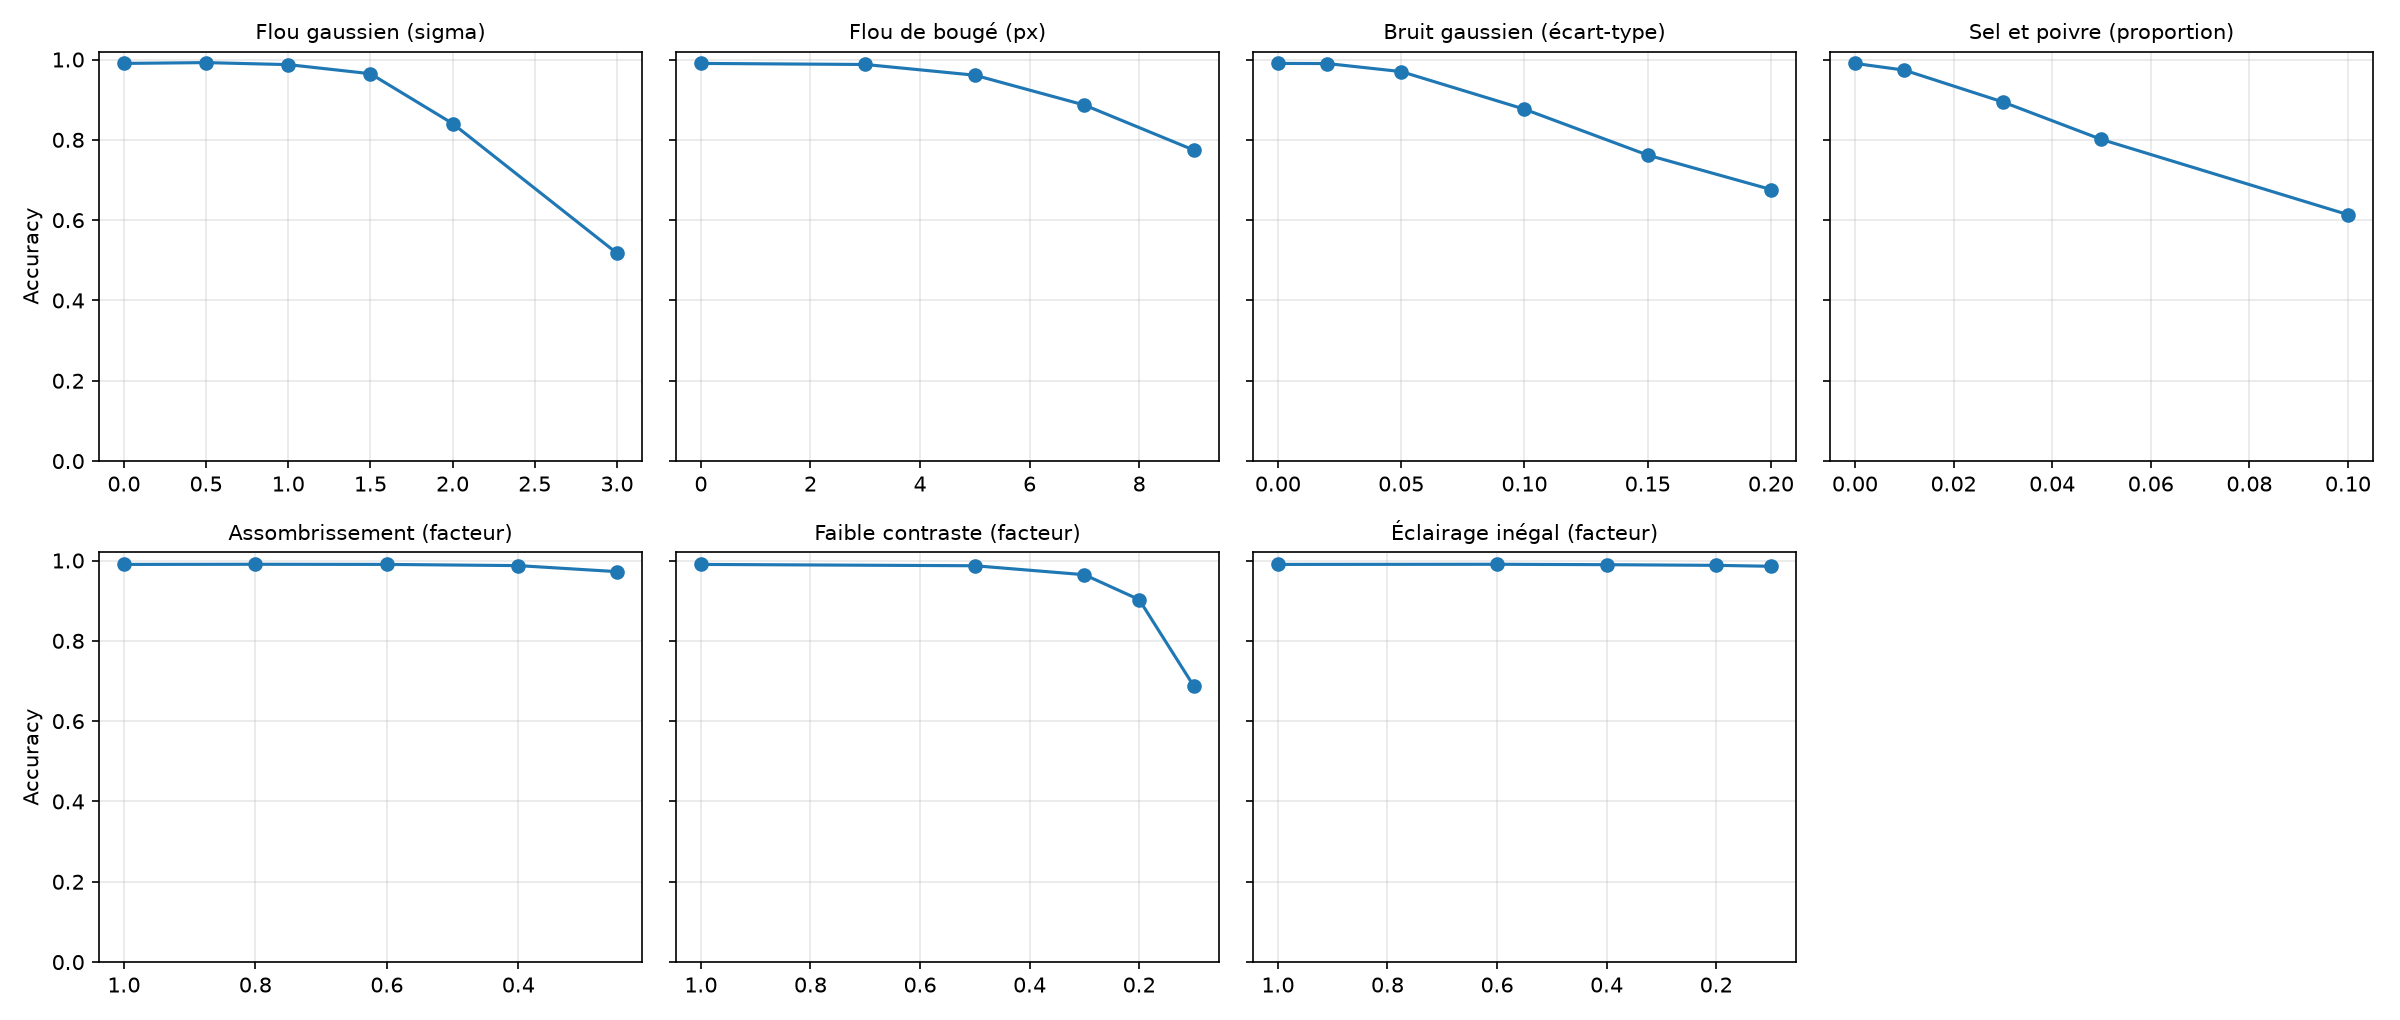 Flou gaussien (sigma)
Flou de bougé (px)
Bruit gaussien (écart-type)
Sel et poivre (proportion)
Accuracy
1.0
0.8
0.6
0.4
0.2
0.0
0.0 0.5 1.0 1.5 2.0 2.5 3.0
0 2 4 6 8
0.00 0.05 0.10 0.15 0.20
0.00 0.02 0.04 0.06 0.08 0.10
Assombrissement (facteur)
Faible contraste (facteur)
Éclairage inégal (facteur)
Accuracy
1.0
0.8
0.6
0.4
0.2
0.0
1.0 0.8 0.6 0.4
1.0 0.8 0.6 0.4 0.2
1.0 0.8 0.6 0.4 0.2